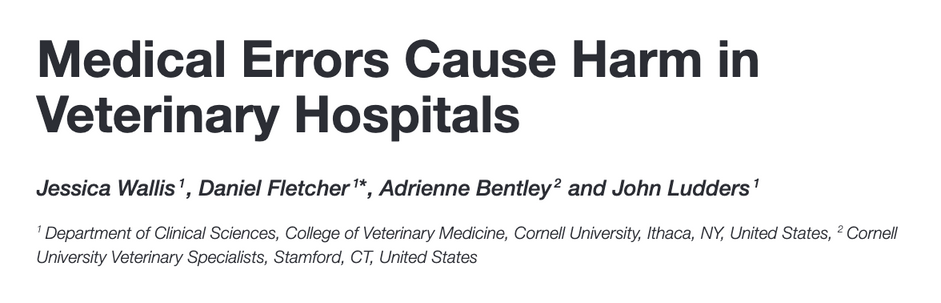 Medical Errors Cause Harm in
Veterinary Hospitals
Jessica Wallis¹, Daniel Fletcher¹*, Adrienne Bentley² and John Ludders¹
¹ Department of Clinical Sciences, College of Veterinary Medicine, Cornell University, Ithaca, NY, United States, ² Cornell
University Veterinary Specialists, Stamford, CT, United States